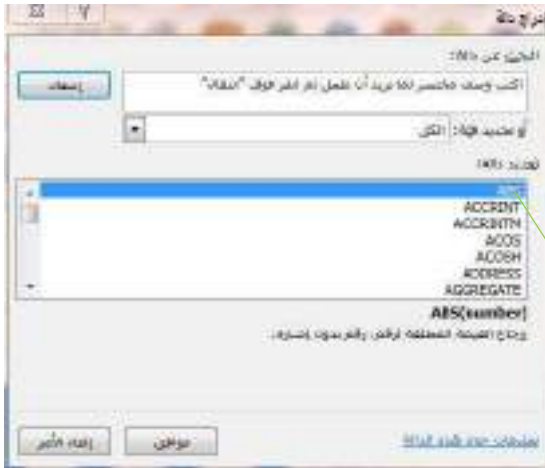 إدراج دالة
البحث عن دالة:
اكتب وصف مختصر لما تريد أن تفعل ثم انقر فوق "انتقال"
انتقال
أو تحديد فئة: الكل
تحديد دالة:
ABS
ACCRINT
ACCRINTM
ACOS
ACOSH
ADDRESS
AGGREGATE
ABS(number)
إرجاع القيمة المطلقة لرقم، رقم بدون إشارته.
تعليمات حول هذه الدالة
موافق
إلغاء الأمر